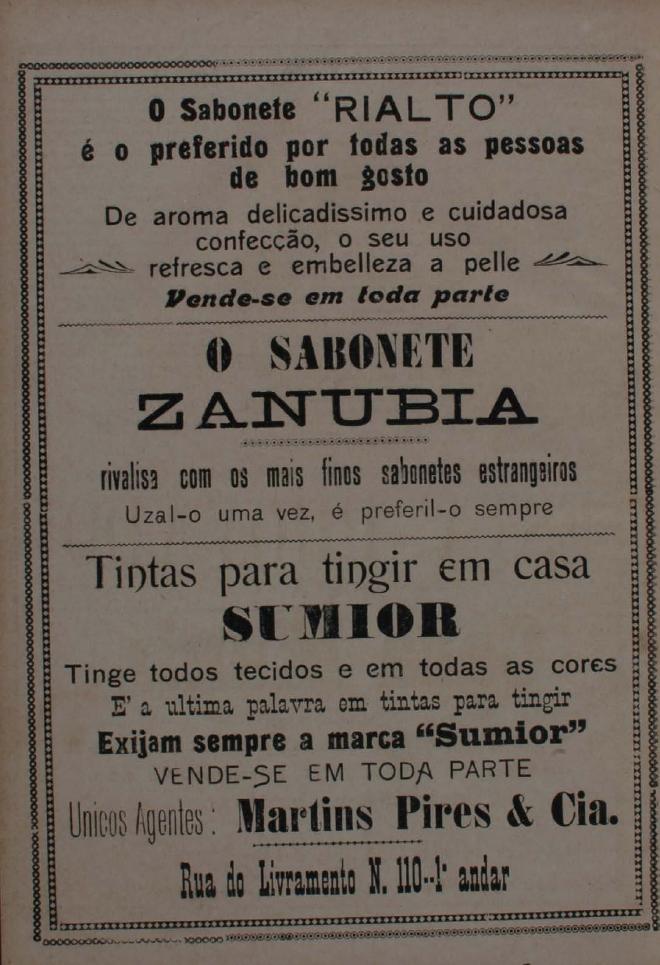 O Sabonete "RIALTO"
é o preferido por todas as pessoas
de bom gosto
De aroma delicadissimo e cuidadosa
confecção, o seu uso
refresca e embelleza a pelle
Vende-se em toda parte
O SABONETE
ZANUBIA
rivalisa com os mais finos sabonetes estrangeiros
Uzal-o uma vez, é preferil-o sempre
Tintas para tingir em casa
SUMIOR
Tinge todos tecidos e em todas as cores
E' a ultima palavra em tintas para tingir
Exijam sempre a marca "Sumior"
VENDE-SE EM TODA PARTE
Unicos Agentes: Martins Pires & Cia.
Rua do Livramento N. 110--1º andar